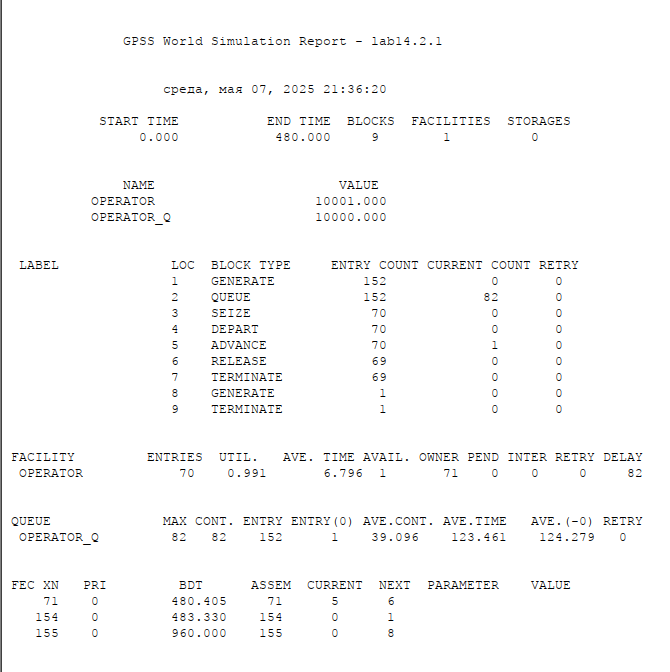 GPSS World Simulation Report - lab14.2.1
среда, мая 07, 2025 21:36:20
START TIME END TIME BLOCKS FACILITIES STORAGES
0.000 480.000 9 1 0
NAME VALUE
OPERATOR 10001.000
OPERATOR_Q 10000.000
LABEL LOC BLOCK TYPE ENTRY COUNT CURRENT COUNT RETRY
1 GENERATE 152 0 0
2 QUEUE 152 82 0
3 SEIZE 70 0 0
4 DEPART 70 0 0
5 ADVANCE 70 1 0
6 RELEASE 69 0 0
7 TERMINATE 69 0 0
8 GENERATE 1 0 0
9 TERMINATE 1 0 0
FACILITY ENTRIES UTIL. AVE. TIME AVAIL. OWNER PEND INTER RETRY DELAY
OPERATOR 70 0.991 6.796 1 71 0 0 0 82
QUEUE MAX CONT. ENTRY ENTRY(0) AVE.CONT. AVE.TIME AVE.(-0) RETRY
OPERATOR_Q 82 82 152 1 39.096 123.461 124.279 0
FEC XN PRI BDT ASSEM CURRENT NEXT PARAMETER VALUE
71 0 480.405 71 5 6
154 0 483.330 154 0 1
155 0 960.000 155 0 8